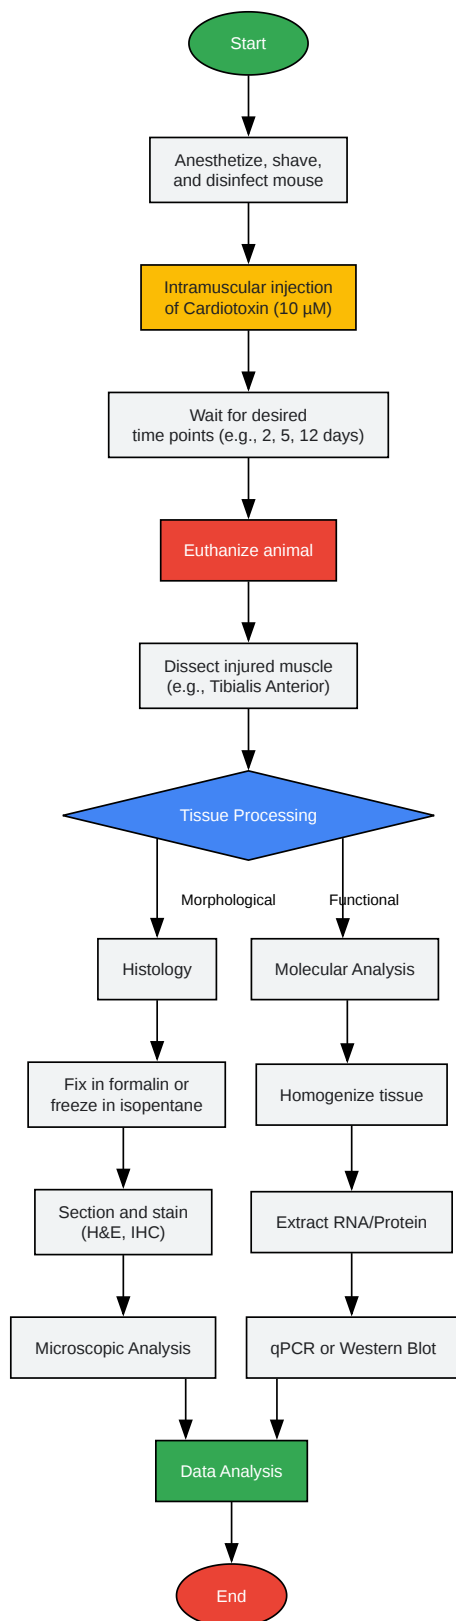 Start
Anesthetize, shave,
and disinfect mouse
Intramuscular injection
of Cardiotoxin (10 µM)
Wait for desired
time points (e.g., 2, 5, 12 days)
Euthanize animal
Dissect injured muscle
(e.g., Tibialis Anterior)
Tissue Processing
Morphological
Functional
Histology
Molecular Analysis
Fix in formalin or
freeze in isopentane
Homogenize tissue
Section and stain
(H&E, IHC)
Extract RNA/Protein
Microscopic Analysis
qPCR or Western Blot
Data Analysis
End